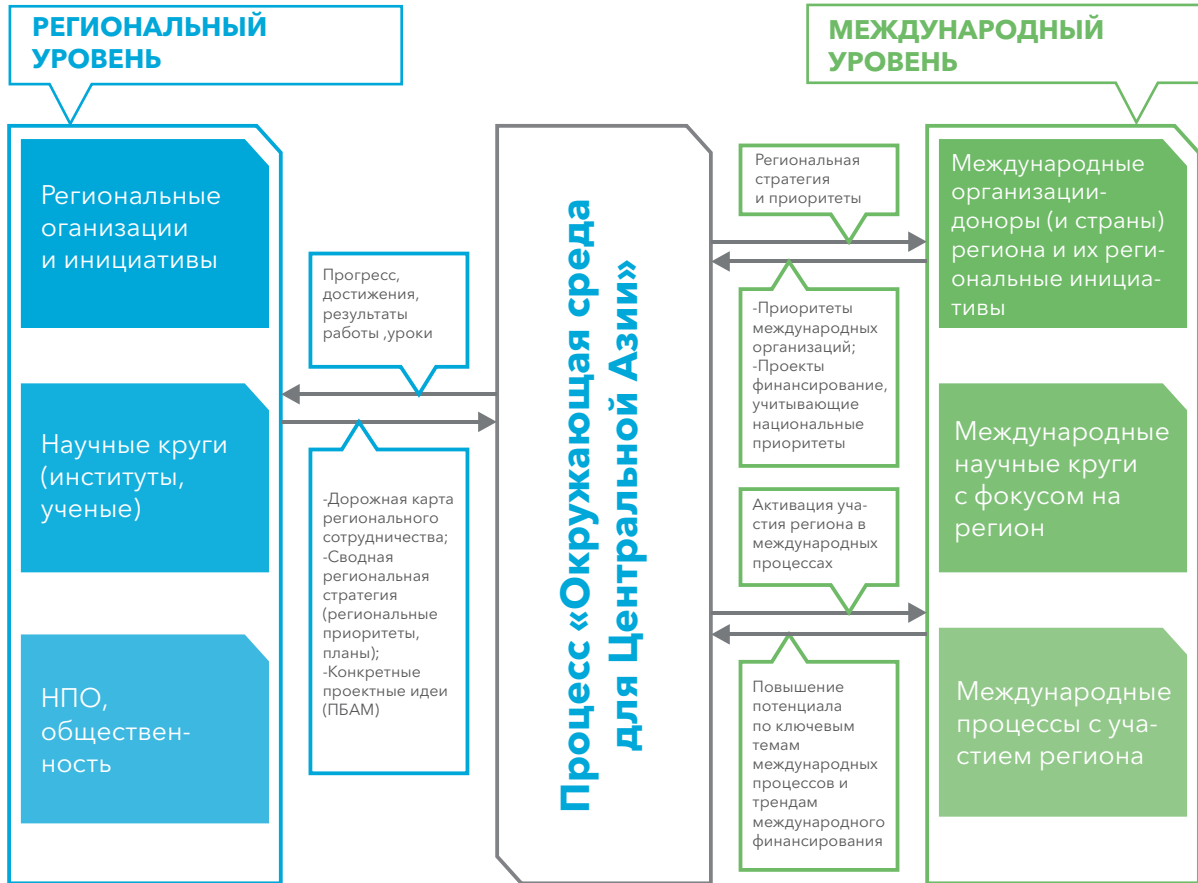 РЕГИОНАЛЬНЫЙ
УРОВЕНЬ
Региональные
оганизации
и инициативы
Научные круги
(институты,
ученые)
НПО,
обществен-
ность
Прогресс,
достижения,
результаты
работы ,уроки
-Дорожная карта
регионального
сотрудничества;
-Сводная
региональная
стратегия
(региональные
приоритеты,
планы);
-Конкретные
проектные идеи
(ПБАМ)
Процесс «Окружающая среда
для Центральной Азии»
МЕЖДУНАРОДНЫЙ
УРОВЕНЬ
Региональная
стратегия
и приоритеты
-Приоритеты
международных
организаций;
-Проекты
финансирование,
учитывающие
национальные
приоритеты
Активация уча-
стия региона в
международных
процессах
Повышение
потенциала
по ключевым
темам
международных
процессов и
трендам
международного
финансирования
Международные
организации-
доноры (и страны)
региона и их реги-
ональные инициа-
тивы
Международные
научные круги
с фокусом на
регион
Международные
процессы с уча-
стием региона